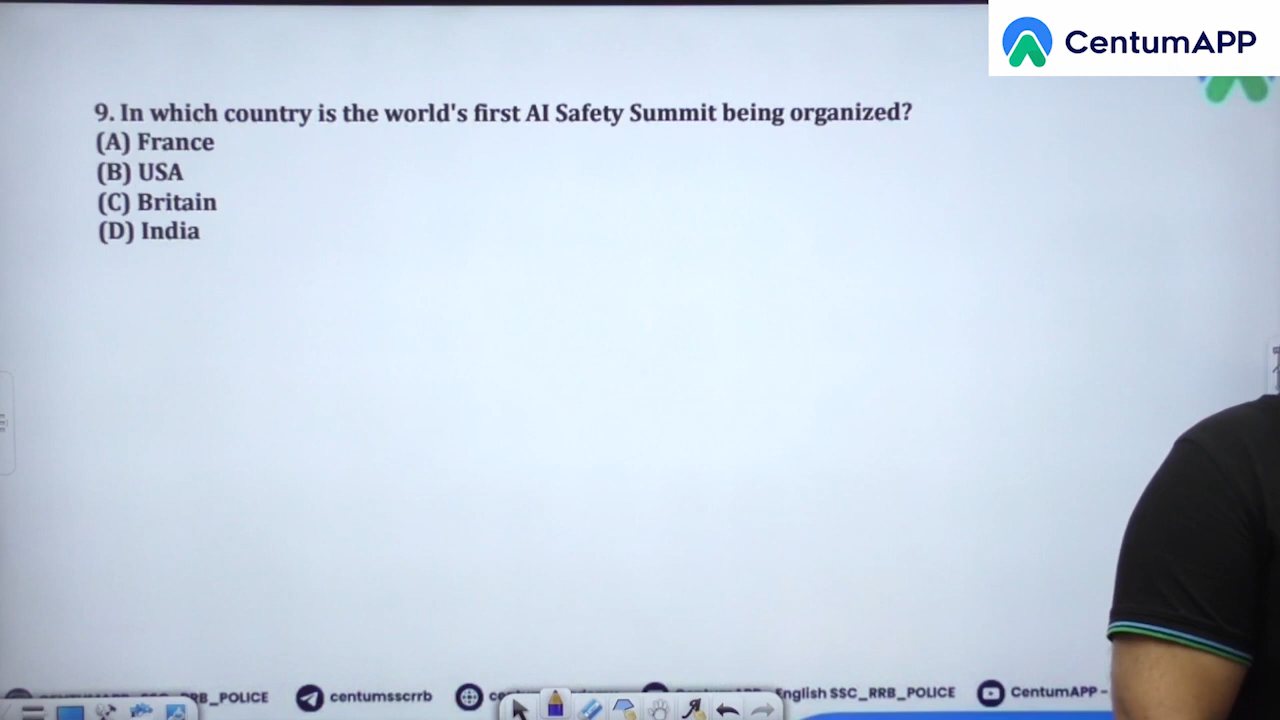 CentumAPP
9. In which country is the world's first AI Safety Summit being organized?
(A) France
(B) USA
(C) Britain
(D) India
RB_POLICE
centumsscrrb
English SSC_RRB_POLICE
CentumAPP -